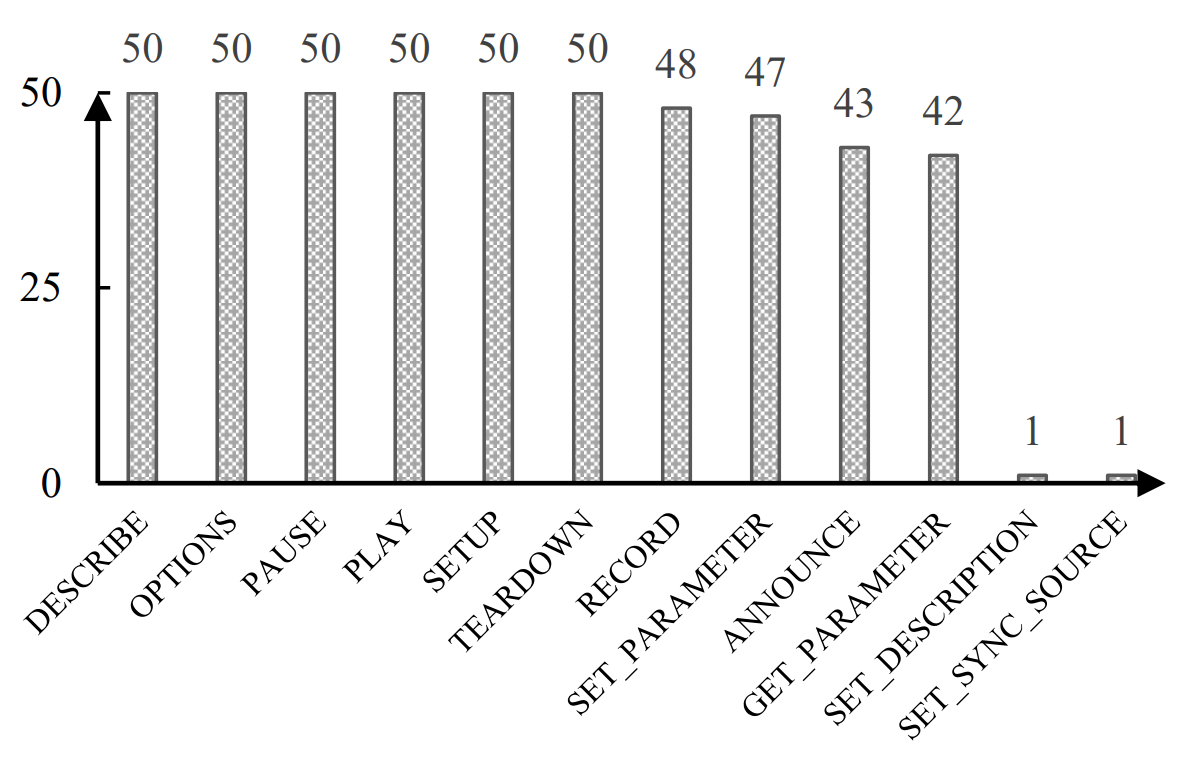 50 50 50 50 50 50 48 47 43 42 1 1
50
25
0
DESCRIBE
OPTIONS
PAUSE
PLAY
SETUP
TEARDOWN
RECORD
SET_PARAMETER
ANNOUNCE
GET_PARAMETER
SET_DESCRIPTION
SET_SYNC_SOURCE